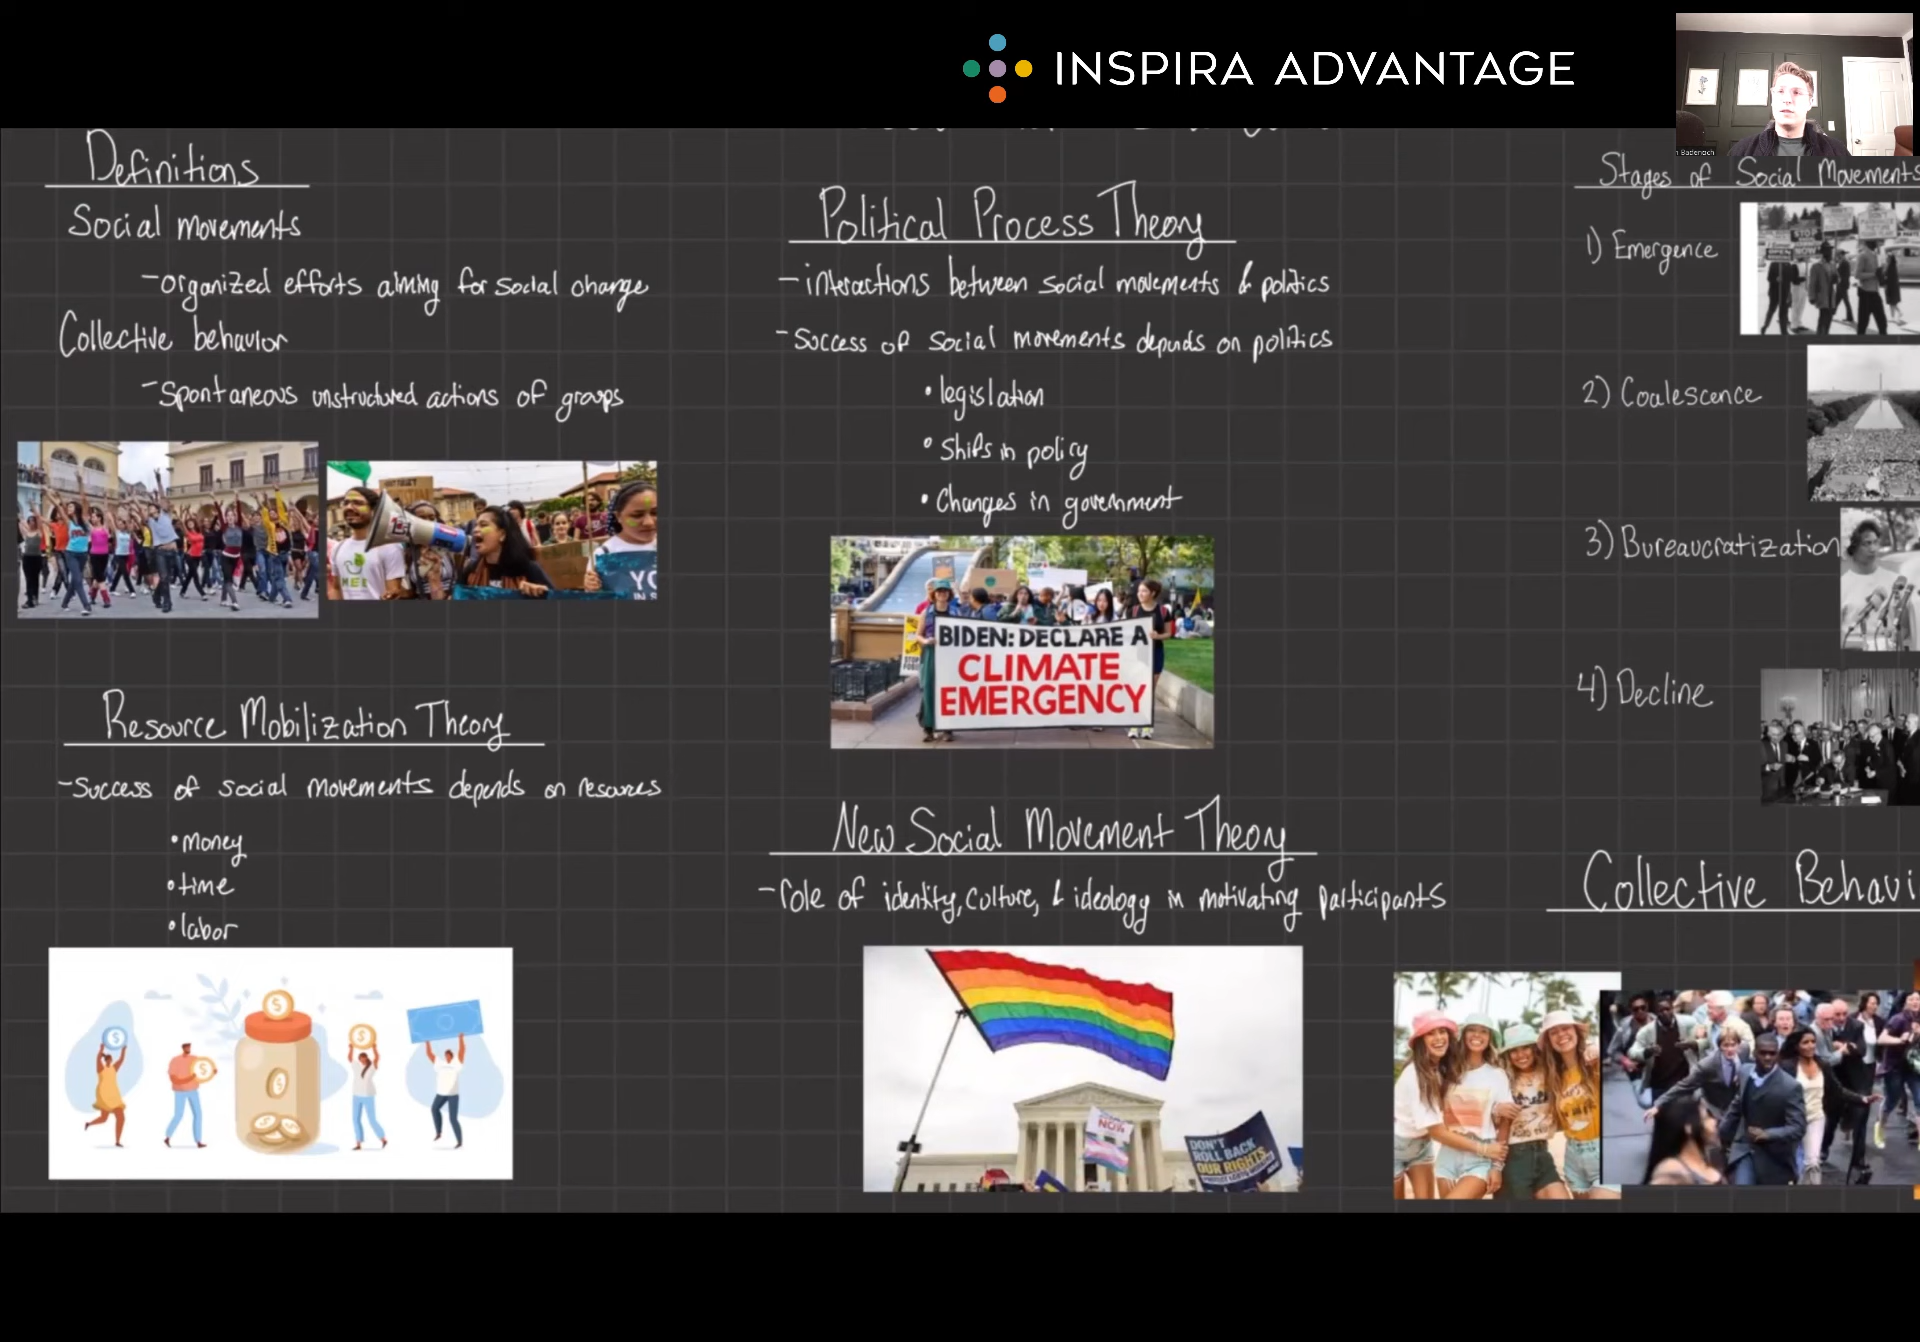 INSPIRA ADVANTAGE
Badenoch
Definitions
Social movements
-organized efforts aiming for social change
Collective behavior
-Spontaneous unstructured actions of groups
YO
Resource Mobilization Theory
-Success of social movements depends on resources
•money
•time
•labor
Political Process Theory
-interactions between social movements & politics
-Success of social movements depends on politics
•legislation
•Shifts in policy
•Changes in government
BIDEN: DECLARE A
CLIMATE
EMERGENCY
New Social Movement Theory
-role of identity, culture, & ideology in motivating participants
NOW
DON'T
ROLL BACK
OUR RIGHTS
Stages of Social Movements
1) Emergence
STOP
2) Coalescence
3) Bureaucratization
4) Decline
Collective Behavi